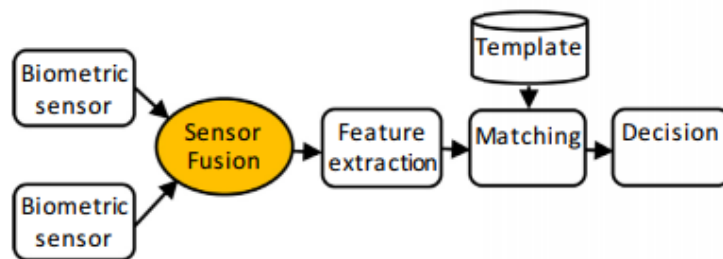 Biometric
sensor
Biometric
sensor
Sensor
Fusion
Feature
extraction
Template
Matching
Decision